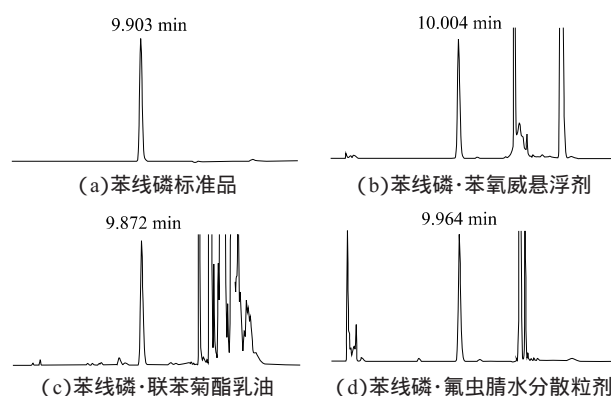 9.903 min
10.004 min
(a)苯线磷标准品
(b)苯线磷·苯氧威悬浮剂
9.872 min
9.964 min
(c)苯线磷·联苯菊酯乳油
(d)苯线磷·氟虫腈水分散粒剂